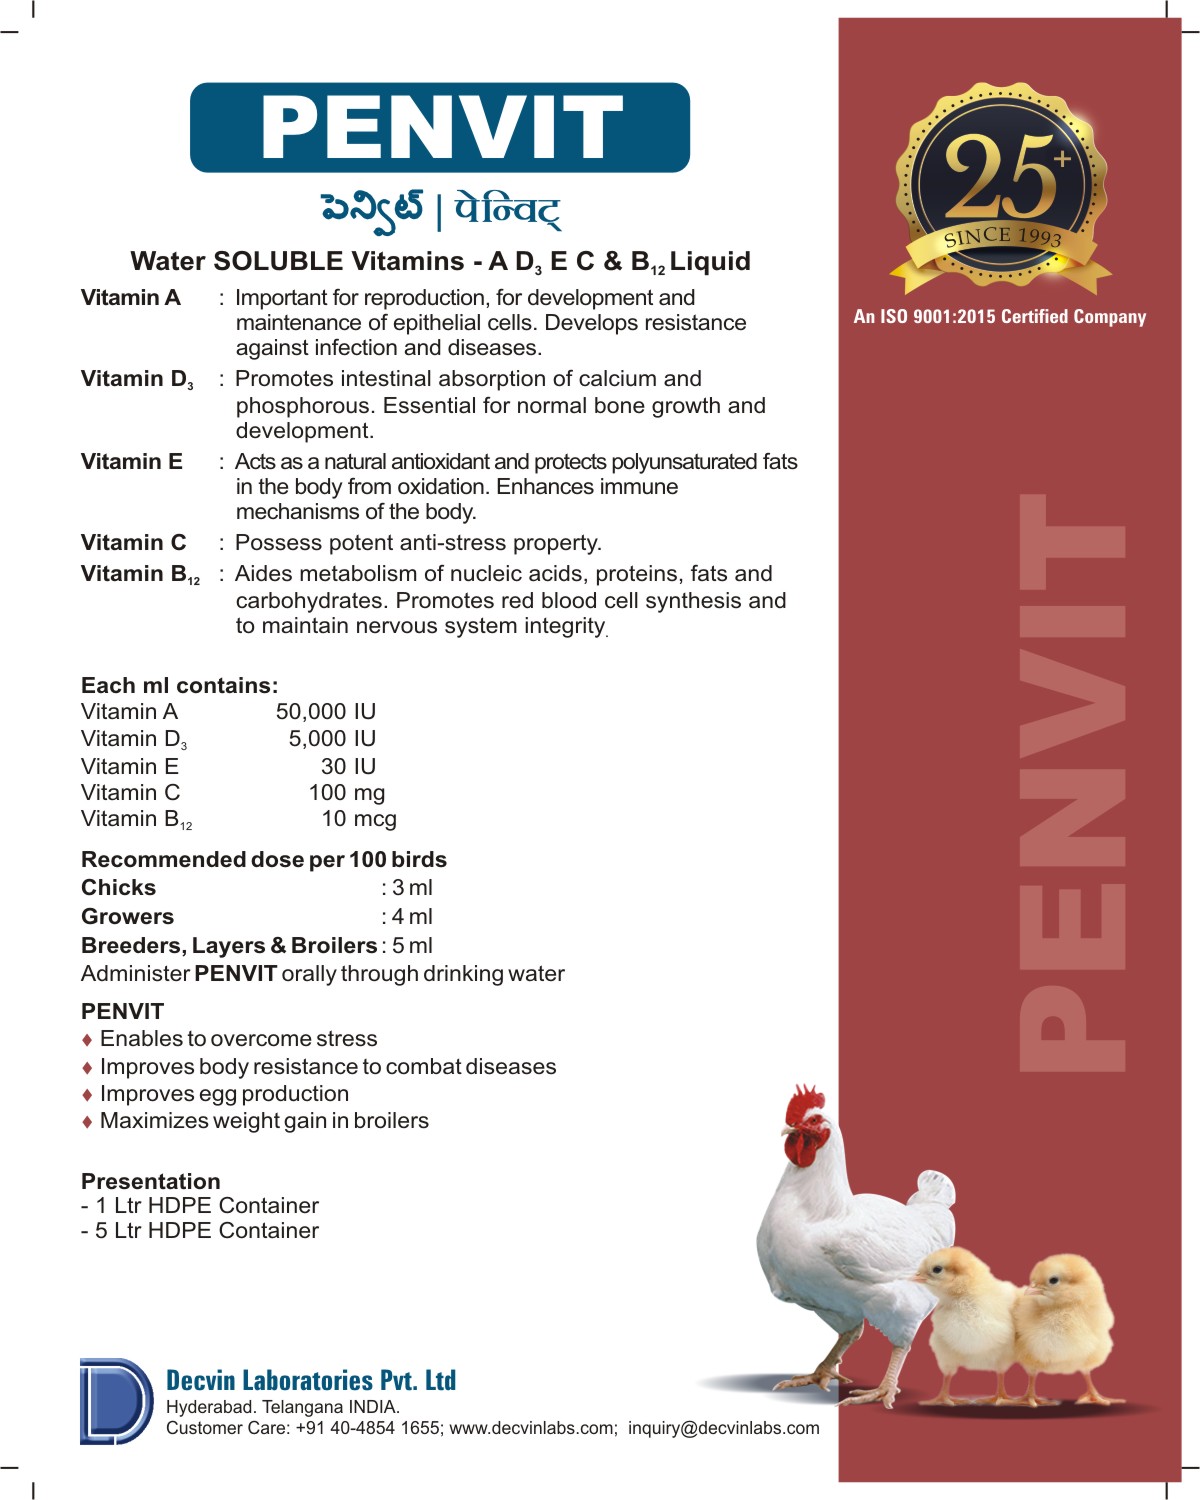 PENVIT
పెన్విట్ | पेन्विट्
Water SOLUBLE Vitamins - A D3 E C & B12 Liquid
Vitamin A : Important for reproduction, for development and
maintenance of epithelial cells. Develops resistance
against infection and diseases.
Vitamin D3 : Promotes intestinal absorption of calcium and
phosphorous. Essential for normal bone growth and
development.
Vitamin E : Acts as a natural antioxidant and protects polyunsaturated fats
in the body from oxidation. Enhances immune
mechanisms of the body.
Vitamin C : Possess potent anti-stress property.
Vitamin B12 : Aides metabolism of nucleic acids, proteins, fats and
carbohydrates. Promotes red blood cell synthesis and
to maintain nervous system integrity.
Each ml contains:
Vitamin A 50,000 IU
Vitamin D3 5,000 IU
Vitamin E 30 IU
Vitamin C 100 mg
Vitamin B12 10 mcg
Recommended dose per 100 birds
Chicks : 3 ml
Growers : 4 ml
Breeders, Layers & Broilers : 5 ml
Administer PENVIT orally through drinking water
PENVIT
♦ Enables to overcome stress
♦ Improves body resistance to combat diseases
♦ Improves egg production
♦ Maximizes weight gain in broilers
Presentation
- 1 Ltr HDPE Container
- 5 Ltr HDPE Container
Decvin Laboratories Pvt. Ltd
Hyderabad. Telangana INDIA.
Customer Care: +91 40-4854 1655; www.decvinlabs.com; inquiry@decvinlabs.com
25+
SINCE 1993
An ISO 9001:2015 Certified Company
PENVIT